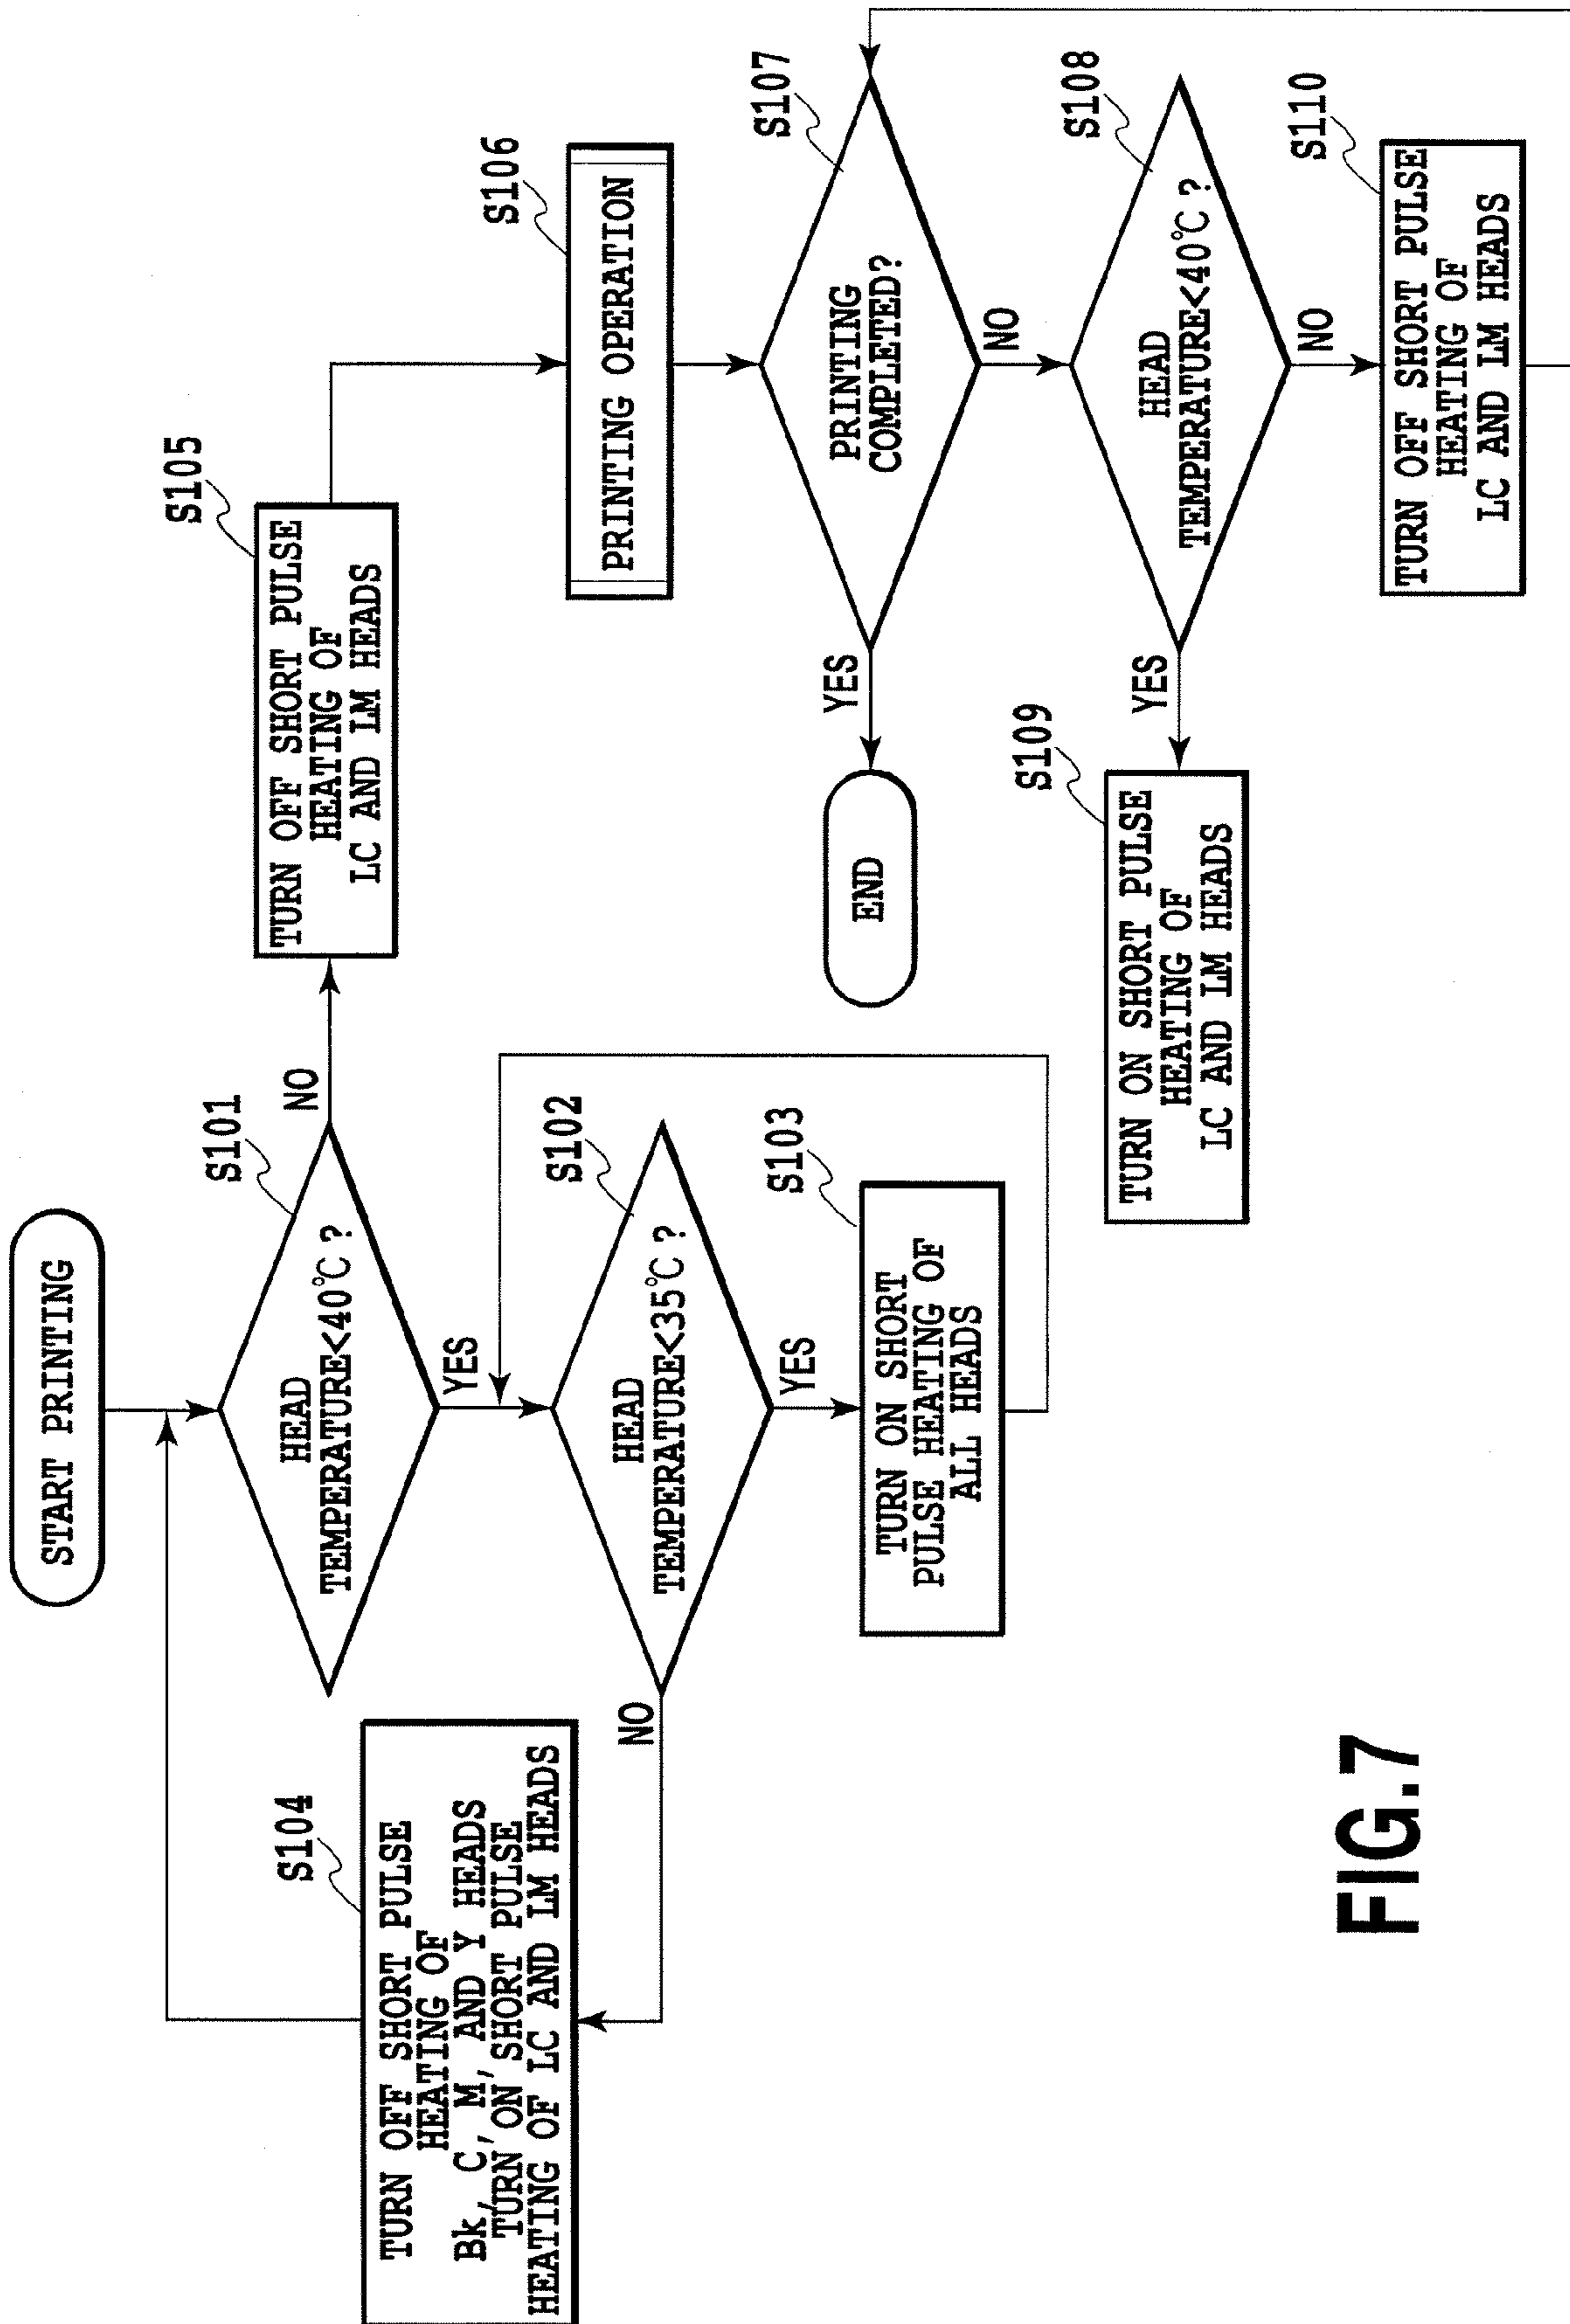 START PRINTING
S101
HEAD
TEMPERATURE<40℃ ?
NO
YES
S102
HEAD
TEMPERATURE<35℃ ?
NO
YES
S103
TURN ON SHORT
PULSE HEATING OF
ALL HEADS
S104
TURN OFF SHORT PULSE
HEATING OF
Bk, C, M, AND Y HEADS
TURN ON SHORT PULSE
HEATING OF LC AND LM HEADS
S105
TURN OFF SHORT PULSE
HEATING OF
LC AND LM HEADS
S106
PRINTING OPERATION
S107
PRINTING
COMPLETED?
YES
NO
END
S108
HEAD
TEMPERATURE<40℃ ?
YES
NO
S109
TURN ON SHORT PULSE
HEATING OF
LC AND LM HEADS
S110
TURN OFF SHORT PULSE
HEATING OF
LC AND LM HEADS
FIG.7